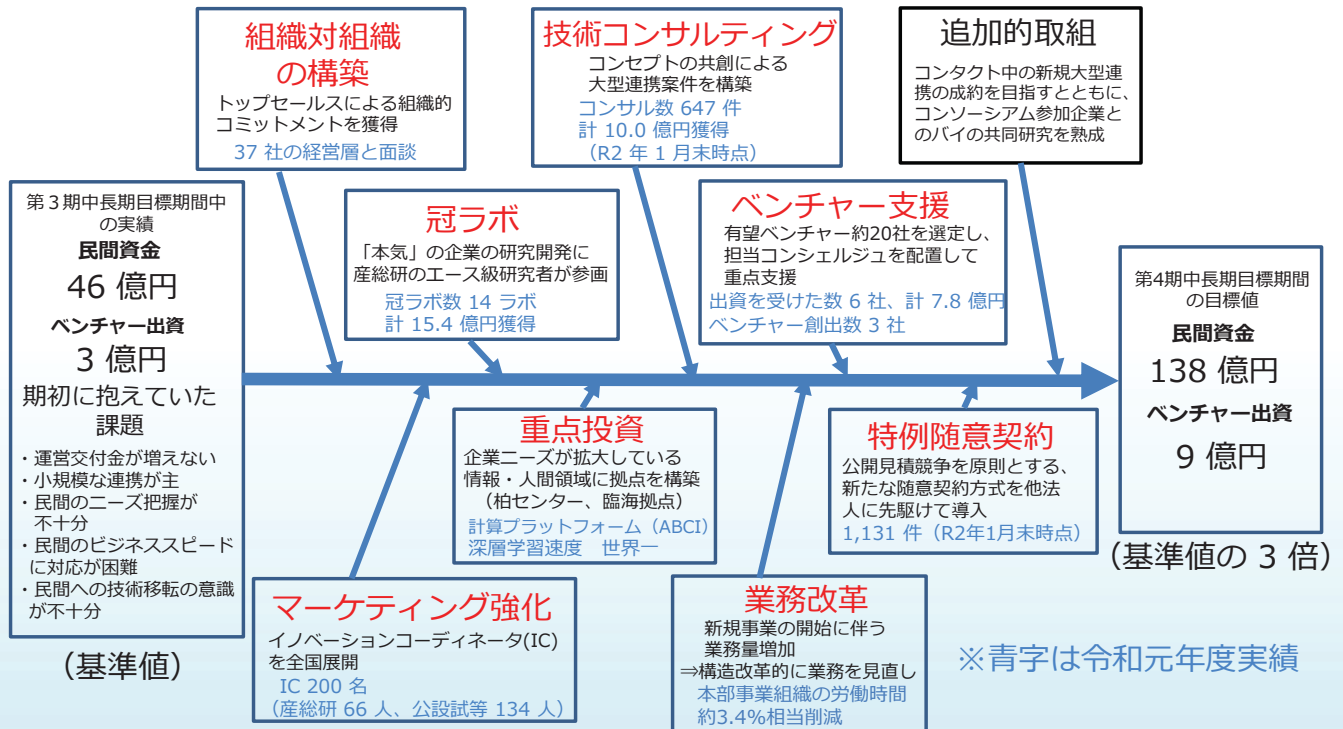 組織対組織
の構築
トップセールスによる組織的
コミットメントを獲得
37 社の経営層と面談
技術コンサルティング
コンセプトの共創による
大型連携案件を構築
コンサル数 647 件
計 10.0 億円獲得
(R2 年 1 月末時点)
追加的取組
コンタクト中の新規大型連
携の成約を目指すとともに、
コンソーシアム参加企業と
のバイの共同研究を熟成
第３期中長期目標期間中
の実績
民間資金
46 億円
ベンチャー出資
3 億円
期初に抱えていた
課題
・運営交付金が増えない
・小規模な連携が主
・民間のニーズ把握が
不十分
・民間のビジネススピード
に対応が困難
・民間への技術移転の意識
が不十分
(基準値)
冠ラボ
「本気」の企業の研究開発に
産総研のエース級研究者が参画
冠ラボ数 14 ラボ
計 15.4 億円獲得
ベンチャー支援
有望ベンチャー約20社を選定し、
担当コンシェルジュを配置して
重点支援
出資を受けた数 6 社、計 7.8 億円
ベンチャー創出数 3 社
第4期中長期目標期間
の目標値
民間資金
138 億円
ベンチャー出資
9 億円
(基準値の 3 倍)
重点投資
企業ニーズが拡大している
情報・人間領域に拠点を構築
(柏センター、臨海拠点)
計算プラットフォーム (ABCI)
深層学習速度　世界一
特例随意契約
公開見積競争を原則とする、
新たな随意契約方式を他法
人に先駆けて導入
1,131 件 (R2年1月末時点)
マーケティング強化
イノベーションコーディネータ(IC)
を全国展開
IC 200 名
(産総研 66 人、公設試等 134 人)
業務改革
新規事業の開始に伴う
業務量増加
⇒構造改革的に業務を見直し
本部事業組織の労働時間
約3.4%相当削減
※青字は令和元年度実績